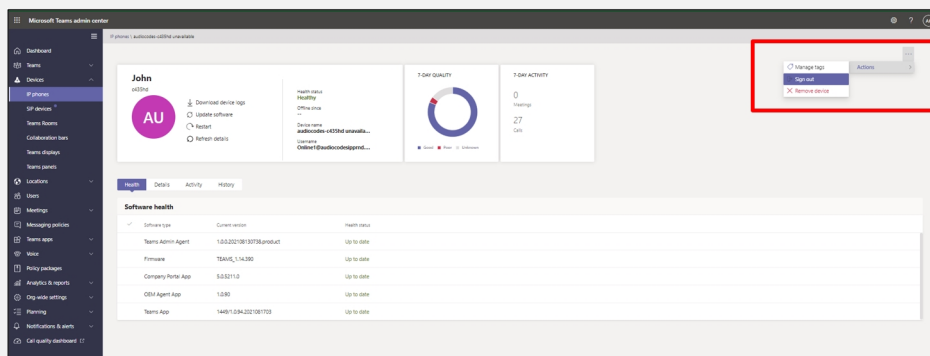 Microsoft Teams admin center
IP phones \ audiocodes-c435hd unavailable
Dashboard
Teams
Devices
IP phones
SIP devices
Teams Rooms
Collaboration bars
Teams displays
Teams panels
Locations
Users
Meetings
Messaging policies
Teams apps
Voice
Policy packages
Analytics & reports
Org-wide settings
Planning
Notifications & alerts
Call quality dashboard
John
c435hd
AU
Download device logs
Update software
Restart
Refresh details
Health status
Healthy
Offline since
--
Device name
audiocodes-c435hd unavaila...
Username
7-DAY QUALITY
Good Poor Unknown
7-DAY ACTIVITY
0
Meetings
27
Calls
...
Manage tags
Actions
Sign out
Remove device
Health Details Activity History
Software health
Software type Current version Health status
Teams Admin Agent 1.0.0.202108130738.product Up to date
Firmware TEAMS_1.14.390 Up to date
Company Portal App 5.0.5211.0 Up to date
OEM Agent App 1.0.90 Up to date
Teams App 1449/1.0.94.2021081703 Up to date